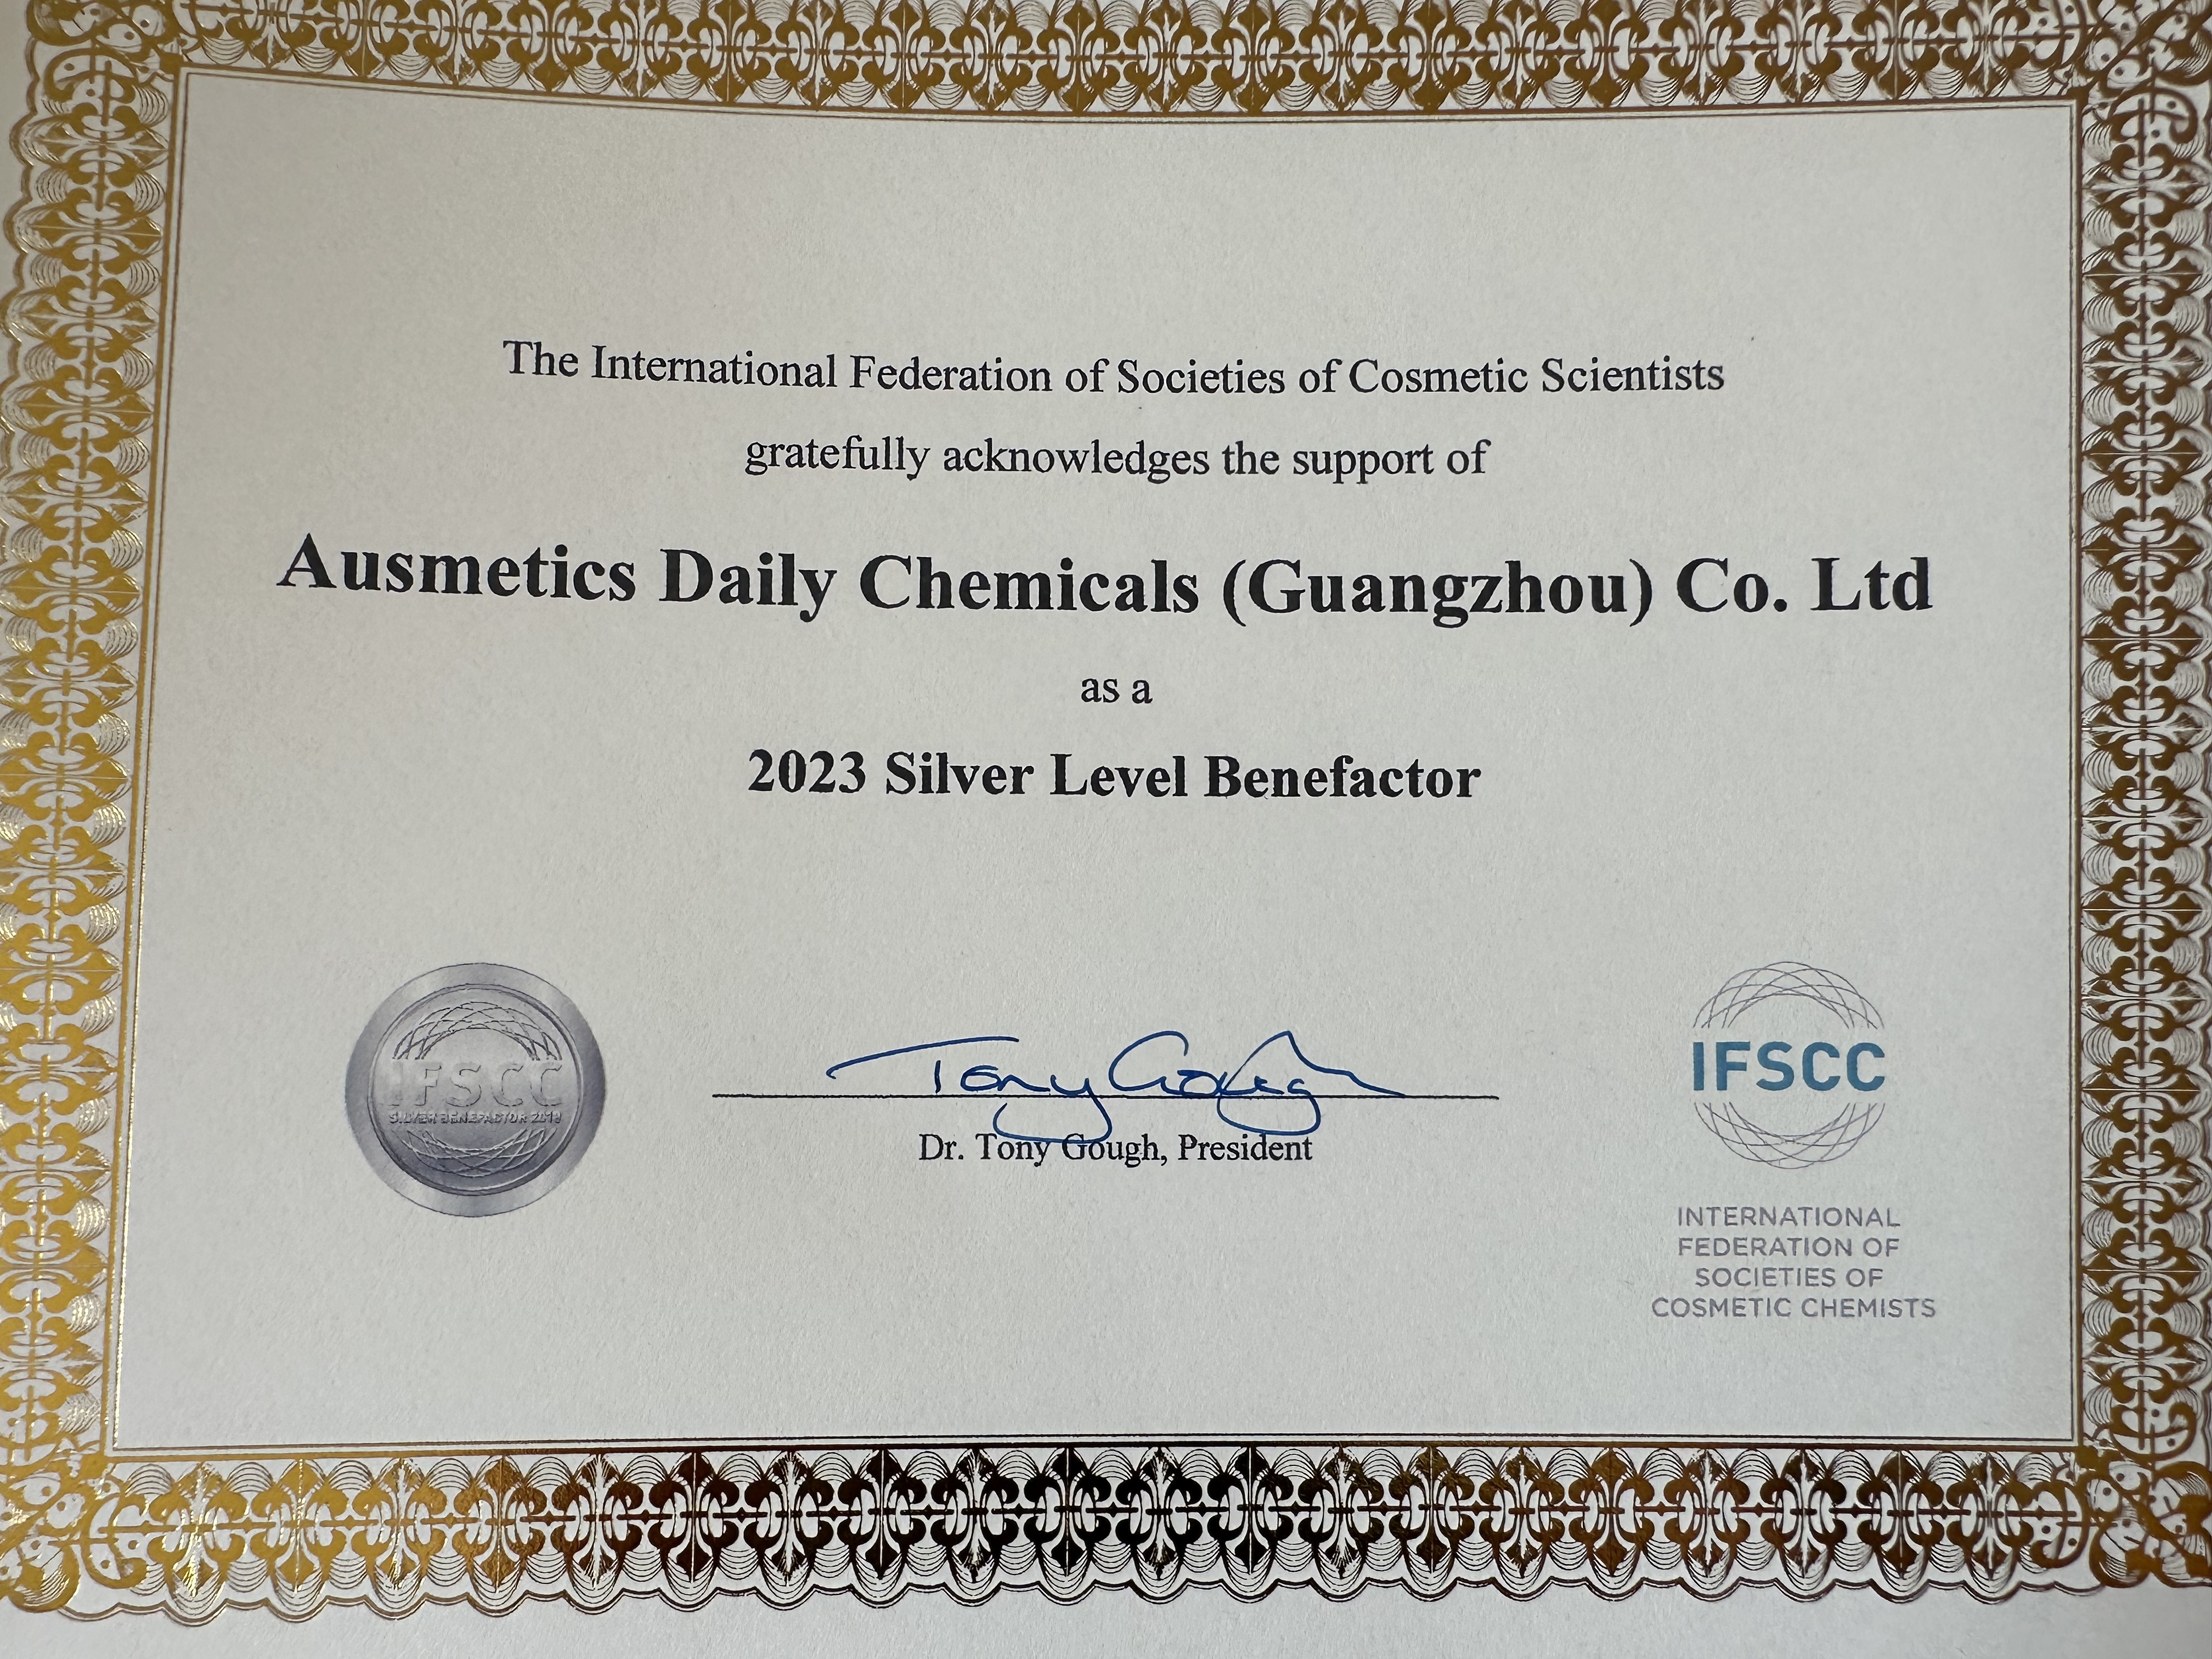 The International Federation of Societies of Cosmetic Scientists
gratefully acknowledges the support of
Ausmetics Daily Chemicals (Guangzhou) Co. Ltd
as a
2023 Silver Level Benefactor
IFSCC
SILVER BENEFACTOR 2019
Tony Gough
Dr. Tony Gough, President
IFSCC
INTERNATIONAL
FEDERATION OF
SOCIETIES OF
COSMETIC CHEMISTS